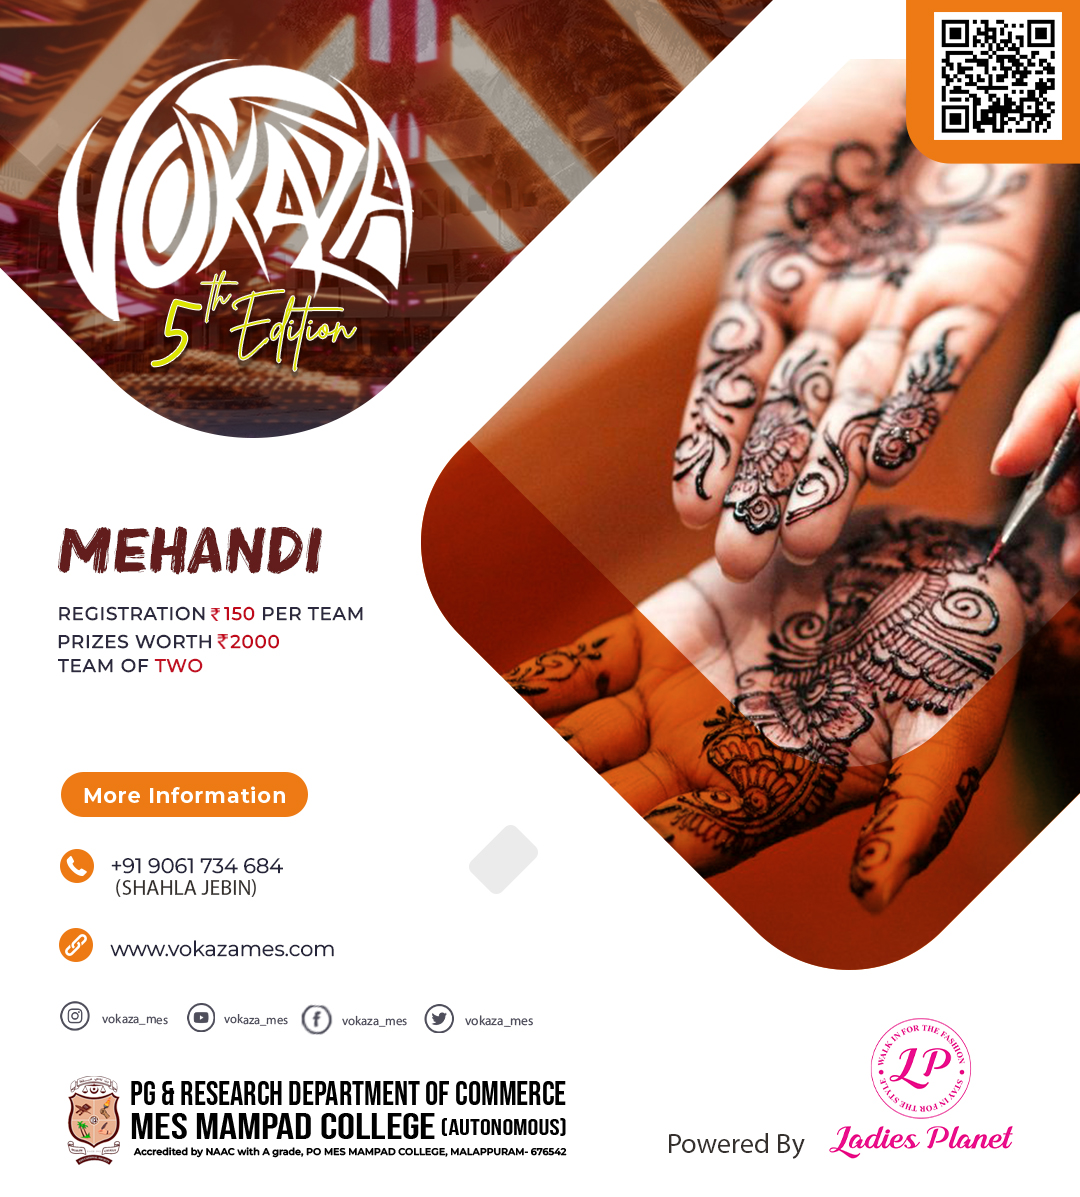 VOKAZA
5th Edition
MEHANDI
REGISTRATION ₹150 PER TEAM
PRIZES WORTH ₹2000
TEAM OF TWO
More Information
+91 9061 734 684
(SHAHLA JEBIN)
www.vokazames.com
vokaza_mes vokaza_mes vokaza_mes vokaza_mes
PG & RESEARCH DEPARTMENT OF COMMERCE
MES MAMPAD COLLEGE (AUTONOMOUS)
Accredited by NAAC with A grade, PO MES MAMPAD COLLEGE, MALAPPURAM- 676542
Powered By
WALK IN FOR THE FASHION
LP
STAY IN FOR THE STYLE
Ladies Planet